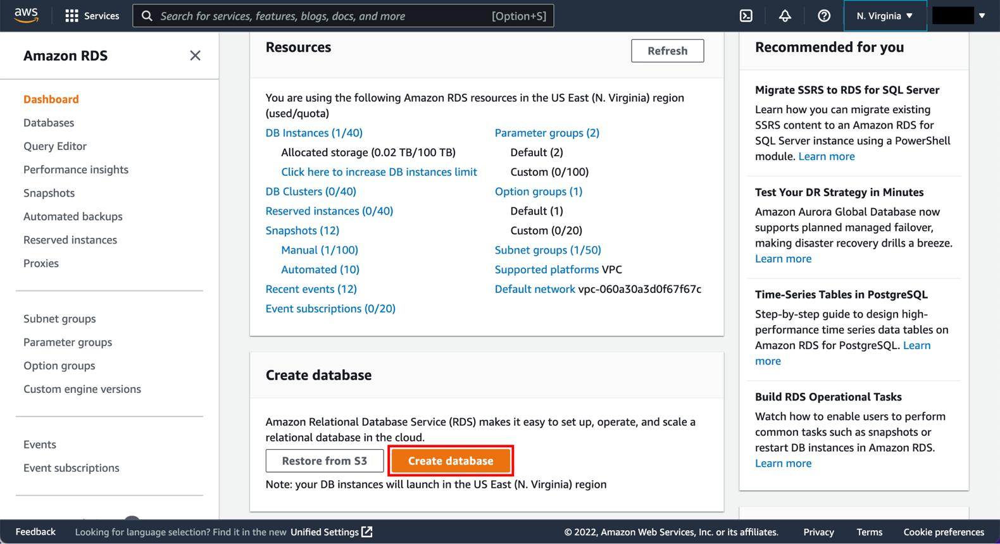 aws
Services
Search for services, features, blogs, docs, and more
[Option+S]
N. Virginia
Amazon RDS
Dashboard
Databases
Query Editor
Performance insights
Snapshots
Automated backups
Reserved instances
Proxies
Subnet groups
Parameter groups
Option groups
Custom engine versions
Events
Event subscriptions
Resources
Refresh
You are using the following Amazon RDS resources in the US East (N. Virginia) region
(used/quota)
DB Instances (1/40)
Allocated storage (0.02 TB/100 TB)
Click here to increase DB instances limit
DB Clusters (0/40)
Reserved instances (0/40)
Snapshots (12)
Manual (1/100)
Automated (10)
Recent events (12)
Event subscriptions (0/20)
Parameter groups (2)
Default (2)
Custom (0/100)
Option groups (1)
Default (1)
Custom (0/20)
Subnet groups (1/50)
Supported platforms VPC
Default network vpc-060a30a3d0f67f67c
Create database
Amazon Relational Database Service (RDS) makes it easy to set up, operate, and scale a
relational database in the cloud.
Restore from S3
Create database
Note: your DB instances will launch in the US East (N. Virginia) region
Recommended for you
Migrate SSRS to RDS for SQL Server
Learn how you can migrate existing
SSRS content to an Amazon RDS for
SQL Server instance using a PowerShell
module. Learn more
Test Your DR Strategy in Minutes
Amazon Aurora Global Database now
supports planned managed failover,
making disaster recovery drills a breeze.
Learn more
Time-Series Tables in PostgreSQL
Step-by-step guide to design high-
performance time series data tables on
Amazon RDS for PostgreSQL. Learn
more
Build RDS Operational Tasks
Watch how to enable users to perform
common tasks such as snapshots or
restart DB instances in Amazon RDS.
Learn more
Feedback
Looking for language selection? Find it in the new Unified Settings
© 2022, Amazon Web Services, Inc. or its affiliates.
Privacy
Terms
Cookie preferences